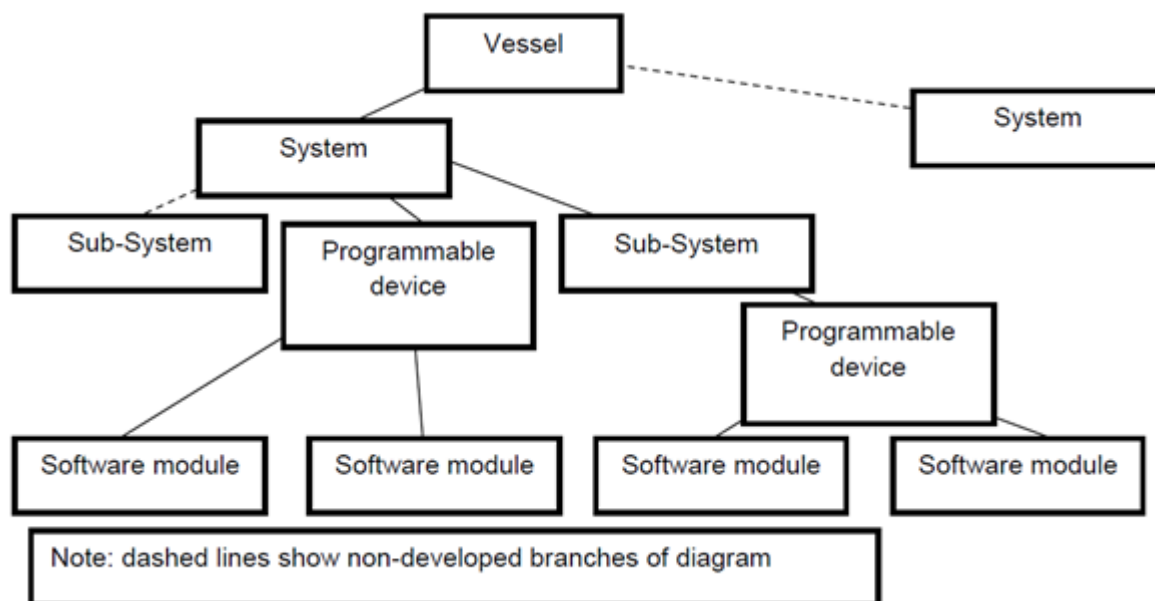 Vessel
System
System
Sub-System
Programmable
device
Sub-System
Programmable
device
Software module
Software module
Software module
Software module
Note: dashed lines show non-developed branches of diagram